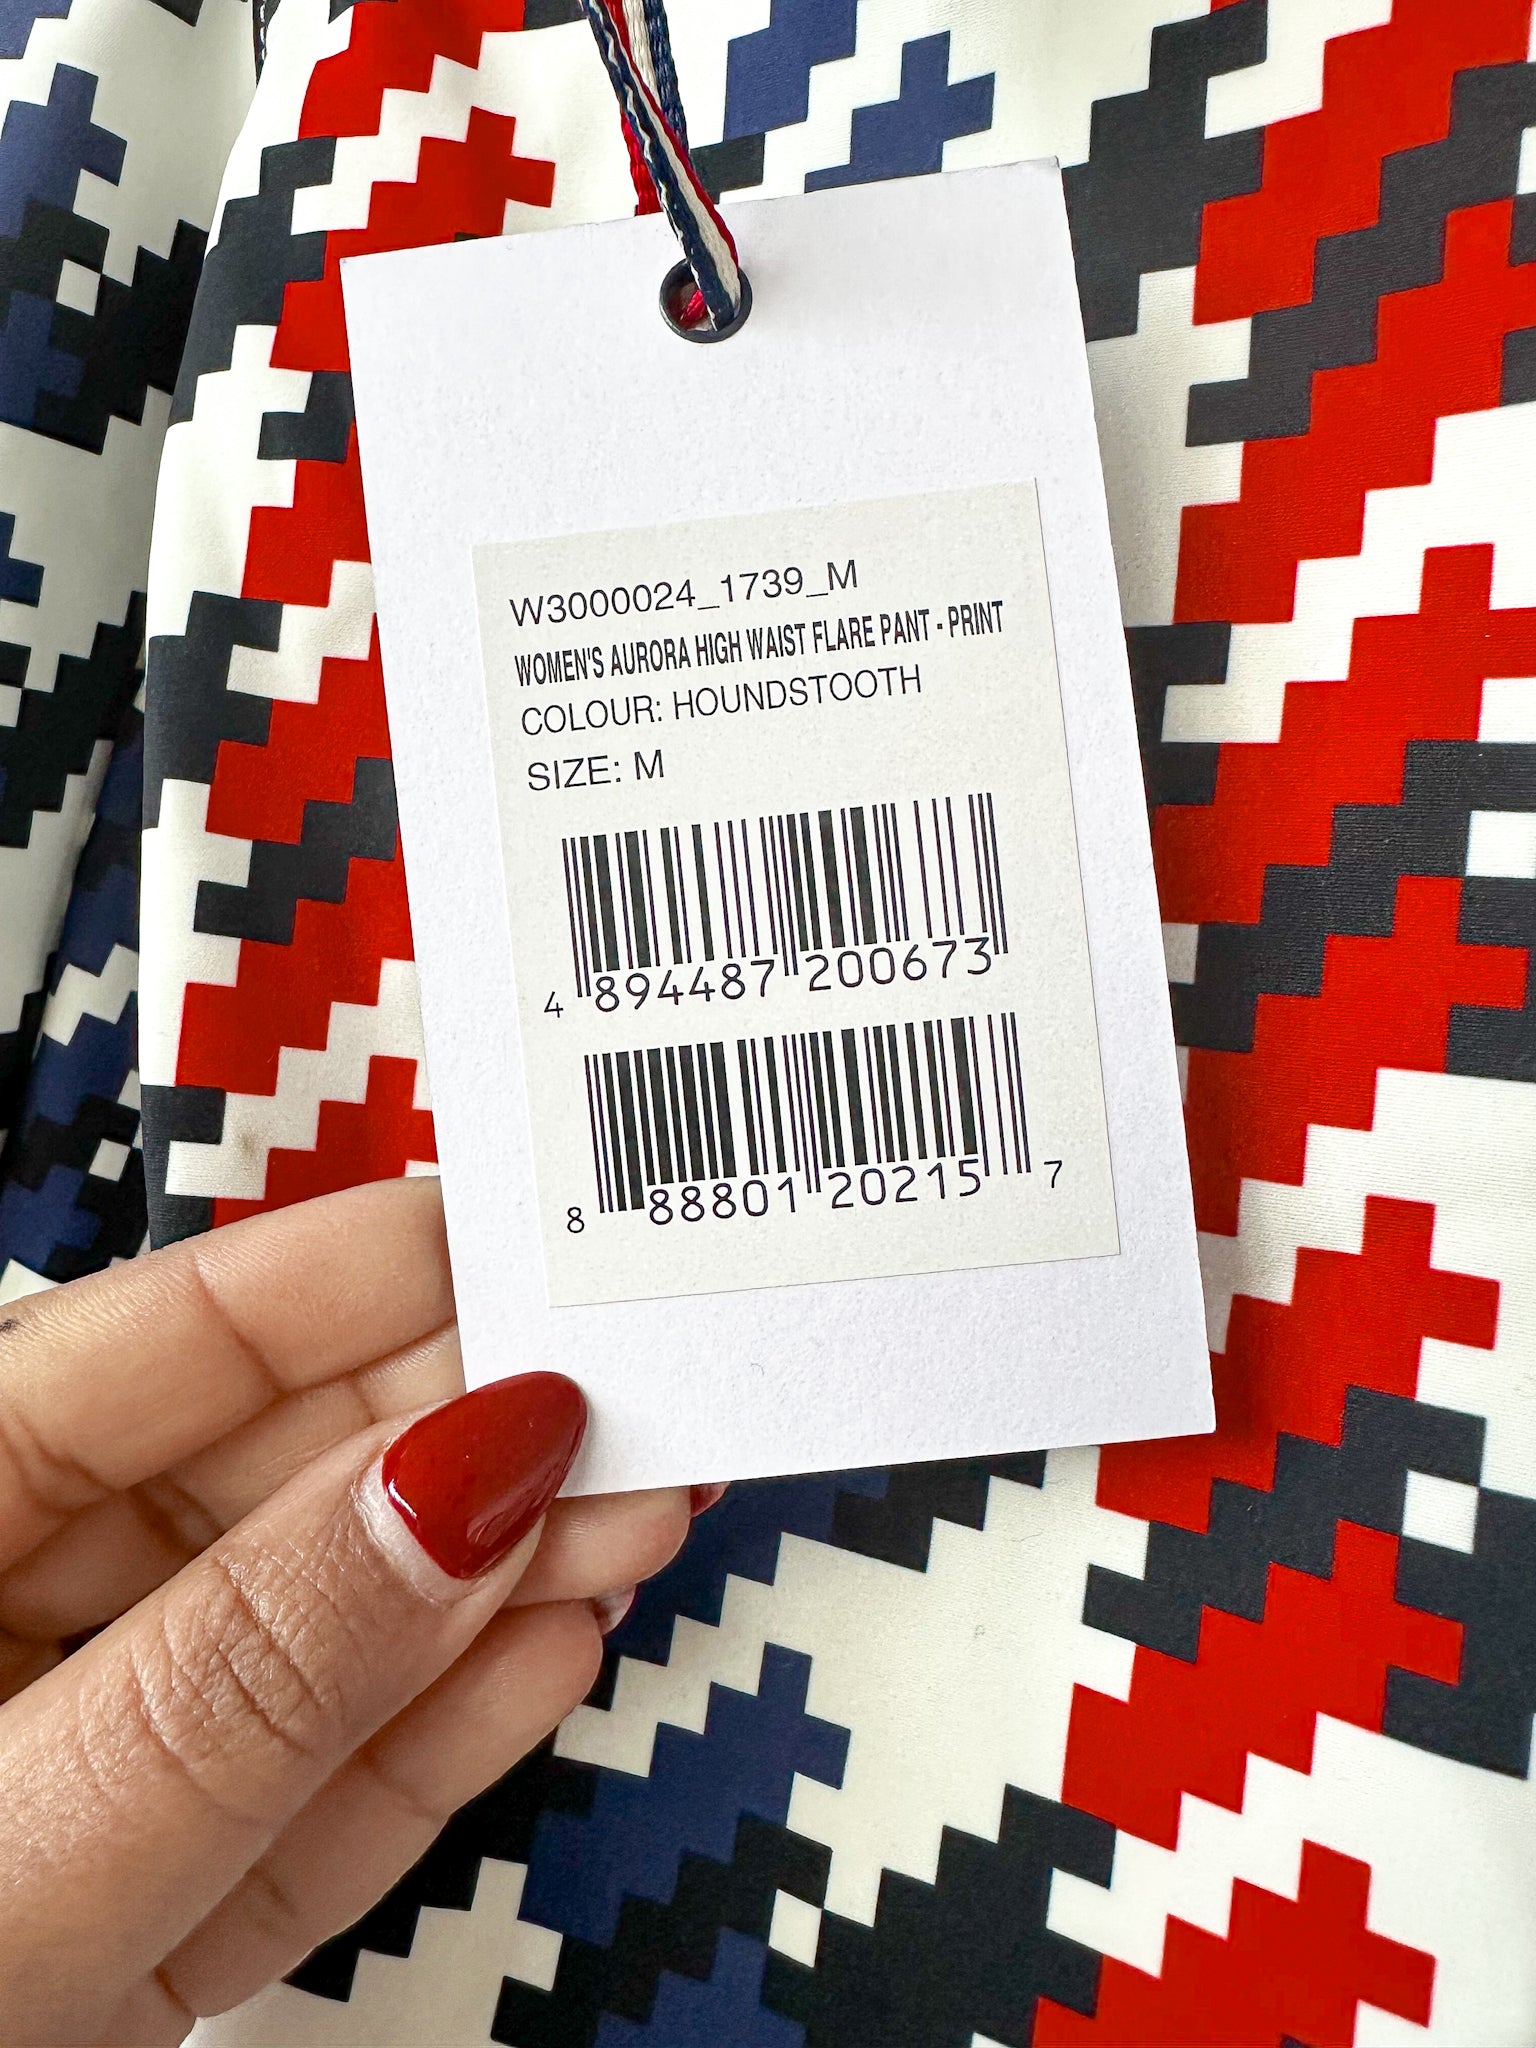 W3000024_1739_M
WOMEN'S AURORA HIGH WAIST FLARE PANT - PRINT
COLOUR: HOUNDSTOOTH
SIZE: M
4 894487 200673
8 88801 20215 7